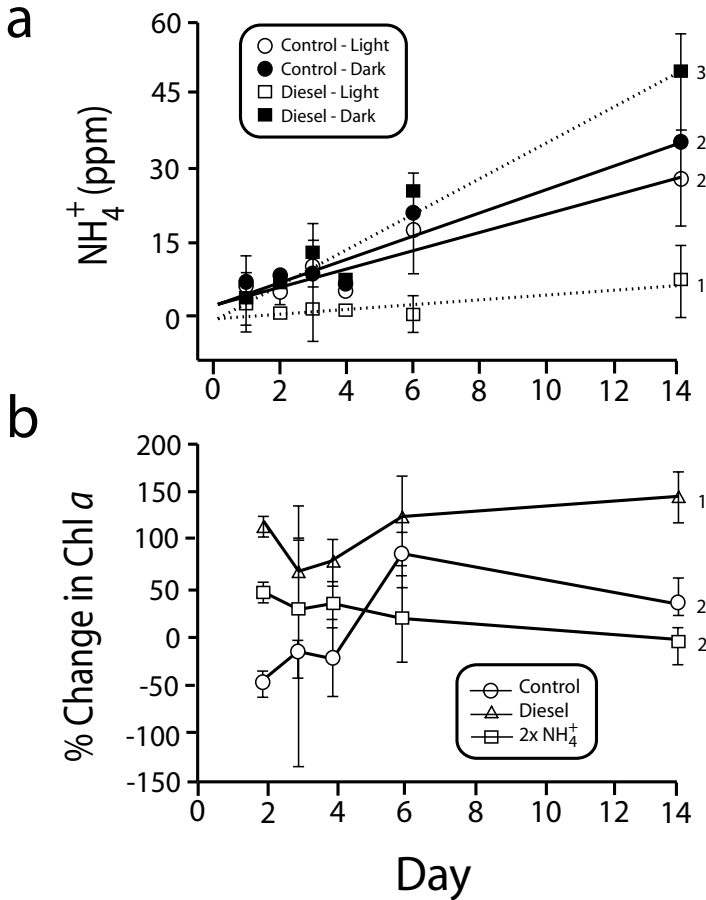 a
60
45
30
15
0
NH4+ (ppm)
Control - Light
Control - Dark
Diesel - Light
Diesel - Dark
3
2
2
1
0 2 4 6 8 10 12 14
b
200
150
100
50
0
-50
-100
-150
% Change in Chl a
1
2
2
Control
Diesel
2x NH4+
0 2 4 6 8 10 12 14
Day